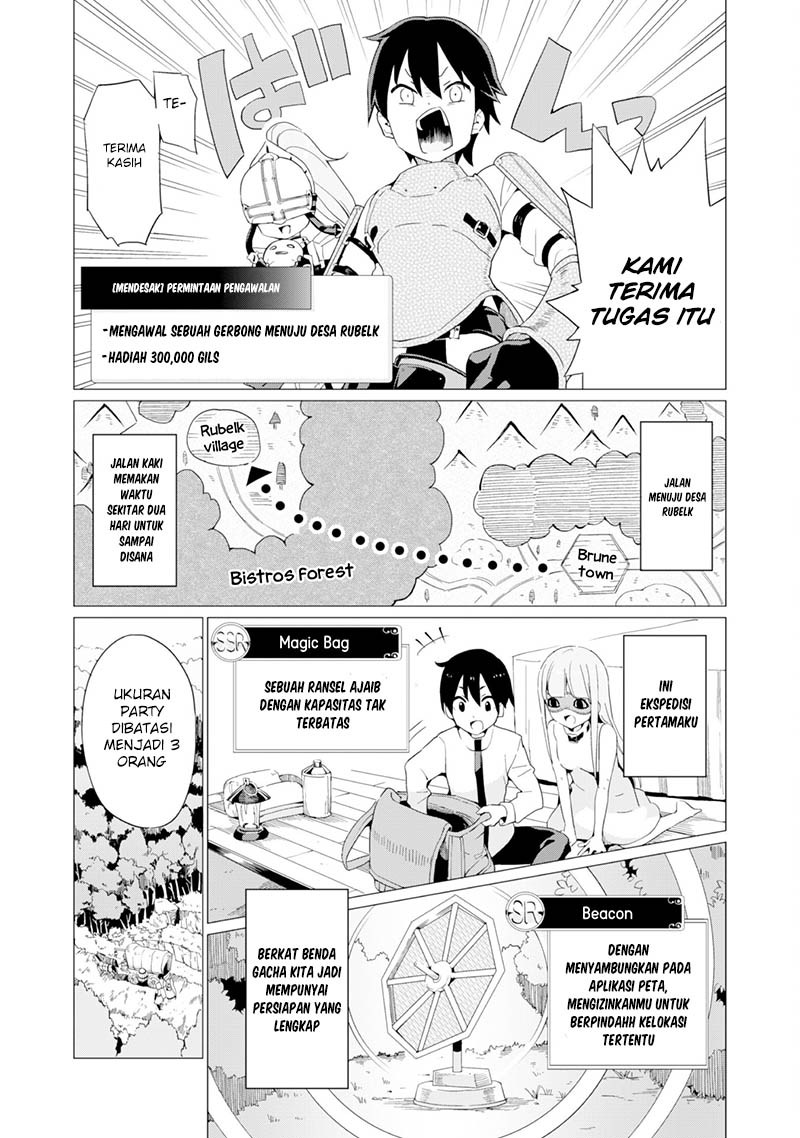 ばんっ
KAMI
TERIMA
TUGAS ITU
TE-
TERIMA
KASIH
[MENDESAK] PERMINTAAN PENGAWALAN
-MENGAWAL SEBUAH GERBONG MENUJU DESA RUBELK
-HADIAH 300,000 GILS
JALAN
MENUJU DESA
RUBELK
Rubelk
village
Brune
town
Bistros Forest
JALAN KAKI
MEMAKAN
WAKTU
SEKITAR DUA
HARI UNTUK
SAMPAI
DISANA
INI
EKSPEDISI
PERTAMAKU
SSR
Magic Bag
SEBUAH RANSEL AJAIB
DENGAN KAPASITAS TAK
TERBATAS
UKURAN
PARTY
DIBATASI
MENJADI 3
ORANG
SR
Beacon
DENGAN
MENYAMBUNGKAN PADA
APLIKASI PETA,
MENGIZINKANMU UNTUK
BERPINDAHH KELOKASI
TERTENTU
BERKAT BENDA
GACHA KITA JADI
MEMPUNYAI
PERSIAPAN YANG
LENGKAP